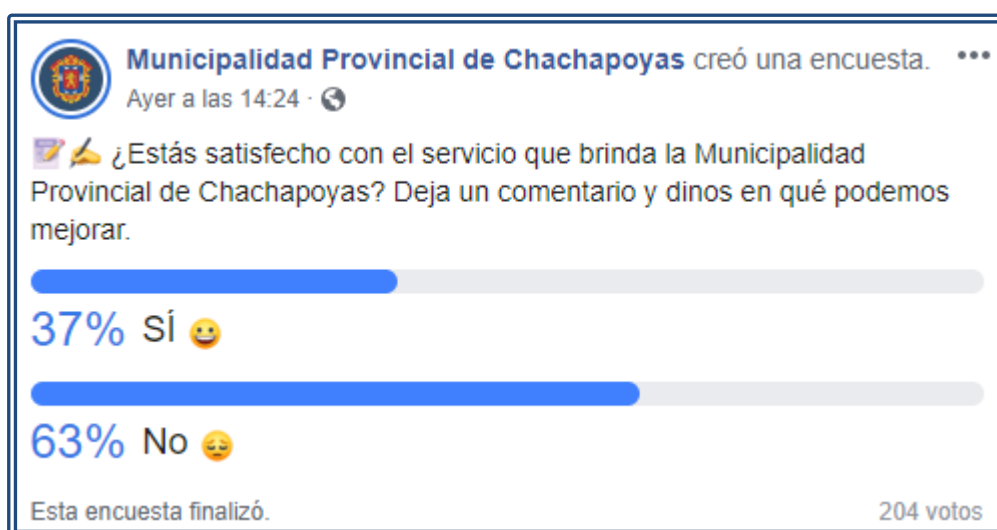 Municipalidad Provincial de Chachapoyas creó una encuesta.
Ayer a las 14:24 ·
📝✍️ ¿Estás satisfecho con el servicio que brinda la Municipalidad
Provincial de Chachapoyas? Deja un comentario y dinos en qué podemos
mejorar.
37% SÍ 😀
63% No 😔
Esta encuesta finalizó.
204 votos